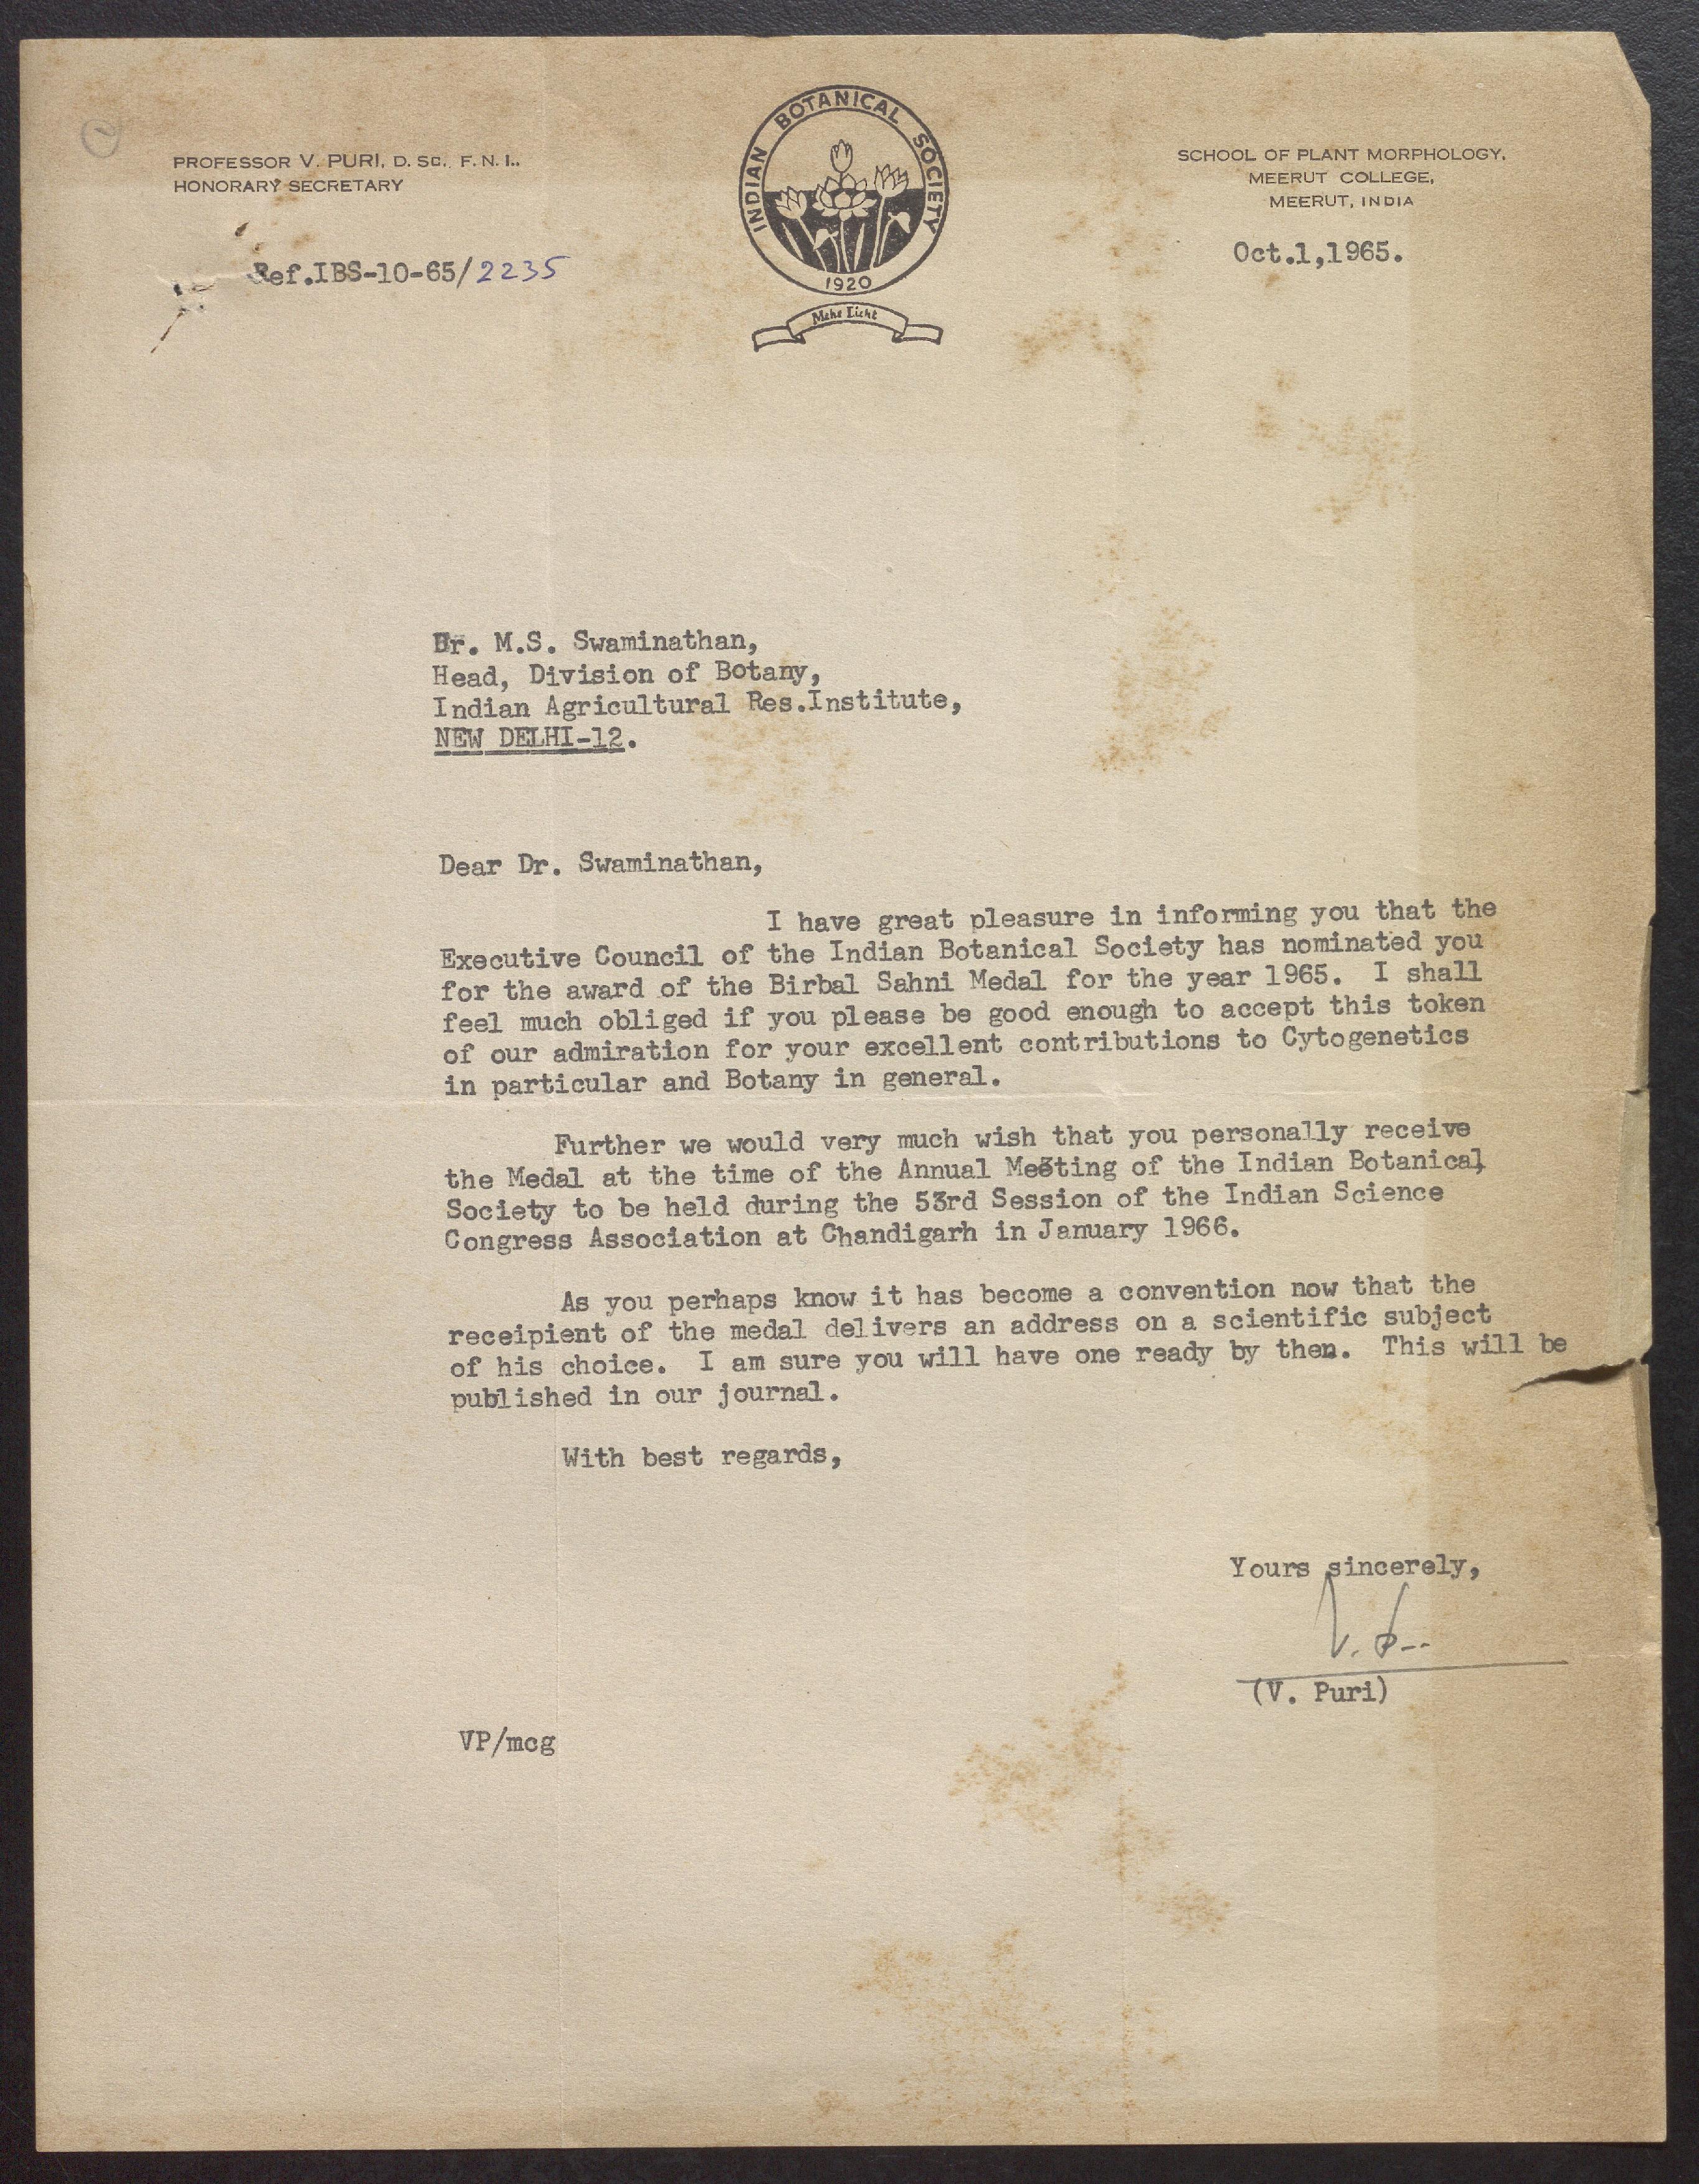 PROFESSOR V. PURI, D. SC., F. N. I.,
HONORARY SECRETARY
INDIAN BOTANICAL SOCIETY
1920
Mehr Licht
SCHOOL OF PLANT MORPHOLOGY,
MEERUT COLLEGE,
MEERUT, INDIA
Oct.1,1965.
Ref.IBS-10-65/2235
Dr. M.S. Swaminathan,
Head, Division of Botany,
Indian Agricultural Res.Institute,
NEW DELHI-12.
Dear Dr. Swaminathan,
I have great pleasure in informing you that the
Executive Council of the Indian Botanical Society has nominated you
for the award of the Birbal Sahni Medal for the year 1965. I shall
feel much obliged if you please be good enough to accept this token
of our admiration for your excellent contributions to Cytogenetics
in particular and Botany in general.
Further we would very much wish that you personally receive
the Medal at the time of the Annual Meeting of the Indian Botanical
Society to be held during the 53rd Session of the Indian Science
Congress Association at Chandigarh in January 1966.
As you perhaps know it has become a convention now that the
receipient of the medal delivers an address on a scientific subject
of his choice. I am sure you will have one ready by then. This will be
published in our journal.
With best regards,
Yours sincerely,
(V. Puri)
VP/mcg